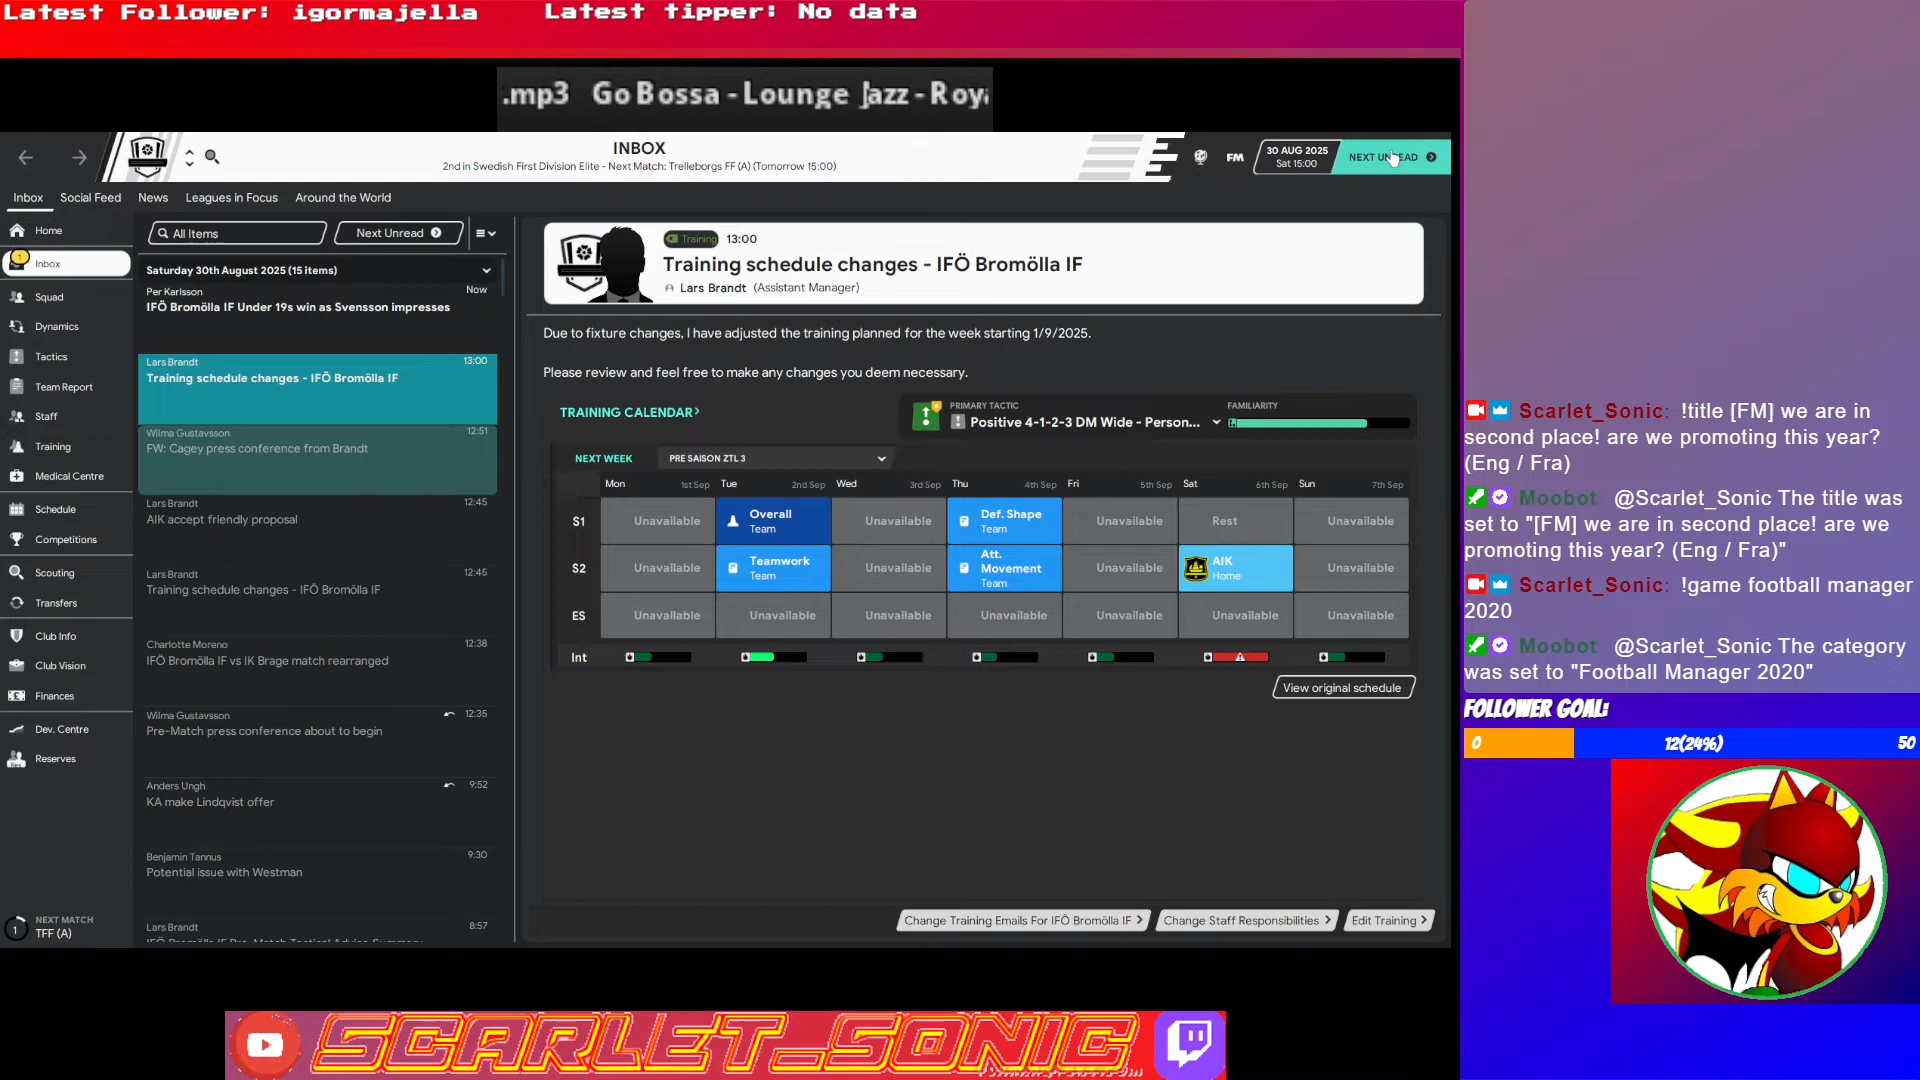 Latest Follower: igormajella Latest tipper: No data
.mp3 Go Bossa - Lounge Jazz - Roya
INBOX
2nd in Swedish First Division Elite - Next Match: Trelleborgs FF (A) (Tomorrow 15:00)
FM
30 AUG 2025
Sat 15:00
NEXT UNREAD
Inbox Social Feed News Leagues in Focus Around the World
Home
1
Inbox
Squad
Dynamics
Tactics
Team Report
Staff
Training
Medical Centre
Schedule
Competitions
Scouting
Transfers
Club Info
Club Vision
Finances
Dev. Centre
Reserves
1
NEXT MATCH
TFF (A)
All Items
Next Unread
Saturday 30th August 2025 (15 items)
Per Karlsson Now
IFÖ Bromölla IF Under 19s win as Svensson impresses
Lars Brandt 13:00
Training schedule changes - IFÖ Bromölla IF
Wilma Gustavsson 12:51
FW: Cagey press conference from Brandt
Lars Brandt 12:45
AIK accept friendly proposal
Lars Brandt 12:45
Training schedule changes - IFÖ Bromölla IF
Charlotte Moreno 12:38
IFÖ Bromölla IF vs IK Brage match rearranged
Wilma Gustavsson 12:35
Pre-Match press conference about to begin
Anders Ungh 9:52
KA make Lindqvist offer
Benjamin Tannus 9:30
Potential issue with Westman
Lars Brandt 8:57
IFÖ Bromölla IF Pre-Match Tactical Advice Summary
Training 13:00
Training schedule changes - IFÖ Bromölla IF
Lars Brandt (Assistant Manager)
Due to fixture changes, I have adjusted the training planned for the week starting 1/9/2025.
Please review and feel free to make any changes you deem necessary.
TRAINING CALENDAR
PRIMARY TACTIC
Positive 4-1-2-3 DM Wide - Person...
FAMILIARITY
NEXT WEEK PRE SAISON ZTL 3
Mon 1st Sep Tue 2nd Sep Wed 3rd Sep Thu 4th Sep Fri 5th Sep Sat 6th Sep Sun 7th Sep
S1 Unavailable Overall Team Unavailable Def. Shape Team Unavailable Rest Unavailable
S2 Unavailable Teamwork Team Unavailable Att. Movement Team Unavailable AIK Home Unavailable
ES Unavailable Unavailable Unavailable Unavailable Unavailable Unavailable Unavailable
Int
View original schedule
Change Training Emails For IFÖ Bromölla IF Change Staff Responsibilities Edit Training
Scarlet_Sonic: !title [FM] we are in
second place! are we promoting this year?
(Eng / Fra)
Moobot: @Scarlet_Sonic The title was
set to "[FM] we are in second place! are we
promoting this year? (Eng / Fra)"
Scarlet_Sonic: !game football manager
2020
Moobot: @Scarlet_Sonic The category
was set to "Football Manager 2020"
FOLLOWER GOAL:
0 12(24%) 50
SCARLET_SONIC